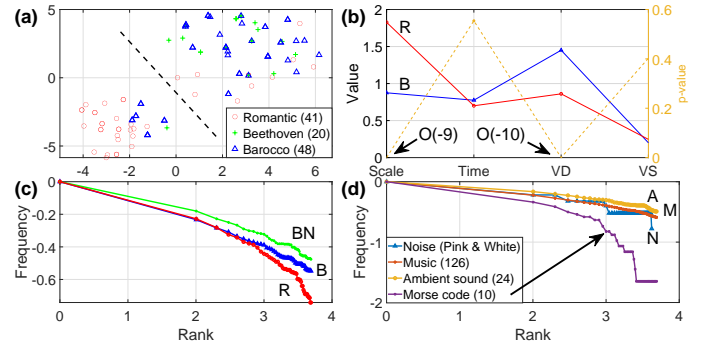 (a)
5
0
-5
-4
-2
0
2
4
6
Romantic (41)
Beethoven (20)
Barocco (48)
(b)
2
1.5
1
0.5
0
Value
R
B
O(-9)
O(-10)
Scale
Time
VD
VS
0.6
0.4
0.2
0
p-value
(c)
0
-0.2
-0.4
-0.6
Frequency
BN
B
R
0
1
2
3
4
Rank
(d)
0
-1
-2
Frequency
A
M
N
Noise (Pink & White)
Music (126)
Ambient sound (24)
Morse code (10)
0
1
2
3
4
Rank